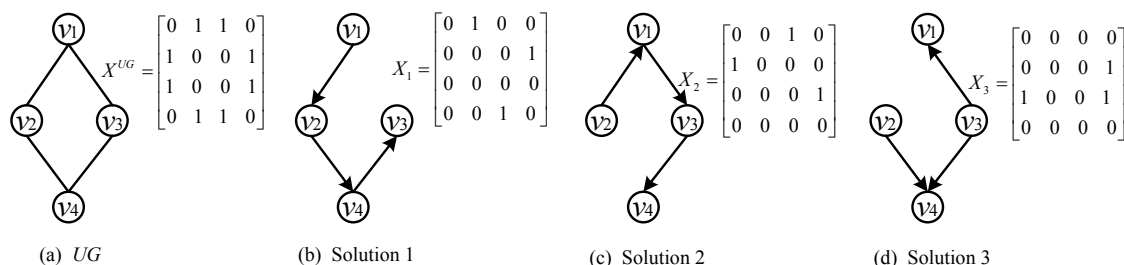 v1
v2
v3
v4
X^UG =
0 1 1 0
1 0 0 1
1 0 0 1
0 1 1 0
(a) UG
v1
v2
v3
v4
X1 =
0 1 0 0
0 0 0 1
0 0 0 0
0 0 1 0
(b) Solution 1
v1
v2
v3
v4
X2 =
0 0 1 0
1 0 0 0
0 0 0 1
0 0 0 0
(c) Solution 2
v1
v2
v3
v4
X3 =
0 0 0 0
0 0 0 1
1 0 0 1
0 0 0 0
(d) Solution 3